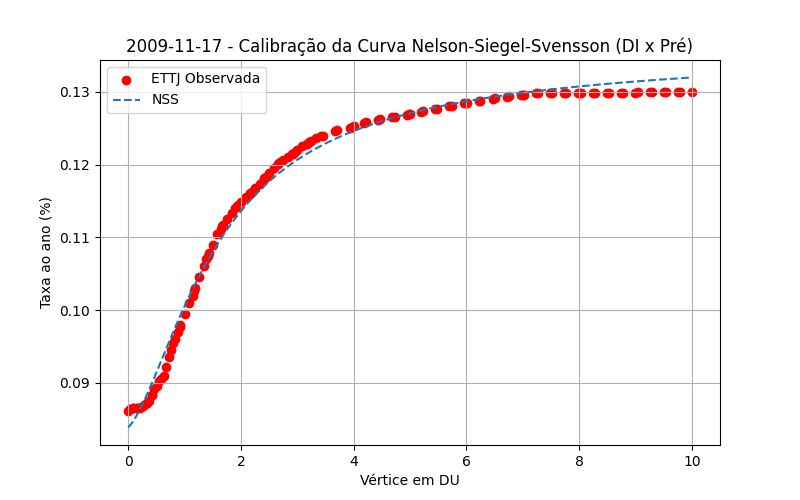 2009-11-17 - Calibração da Curva Nelson-Siegel-Svensson (DI x Pré)
ETTJ Observada
NSS
Taxa ao ano (%)
0.13
0.12
0.11
0.10
0.09
0 2 4 6 8 10
Vértice em DU